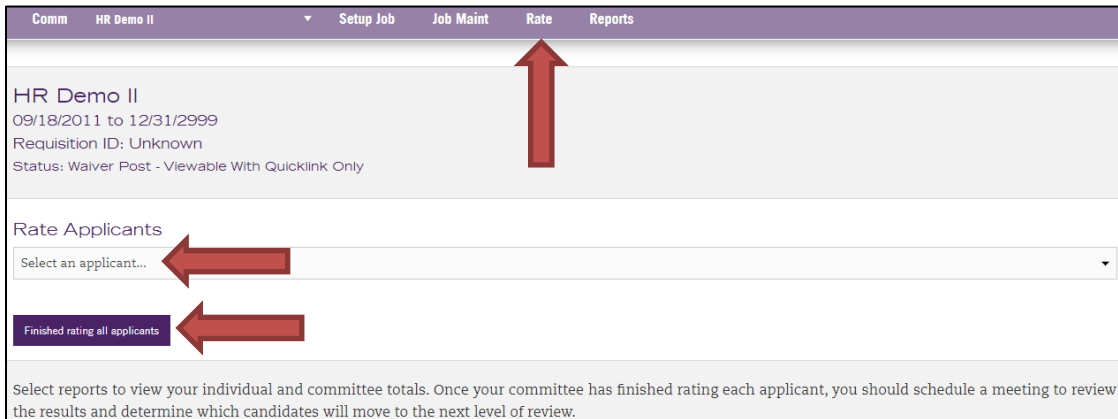 Comm HR Demo II Setup Job Job Maint Rate Reports
HR Demo II
09/18/2011 to 12/31/2999
Requisition ID: Unknown
Status: Waiver Post - Viewable With Quicklink Only
Rate Applicants
Select an applicant...
Finished rating all applicants
Select reports to view your individual and committee totals. Once your committee has finished rating each applicant, you should schedule a meeting to review
the results and determine which candidates will move to the next level of review.